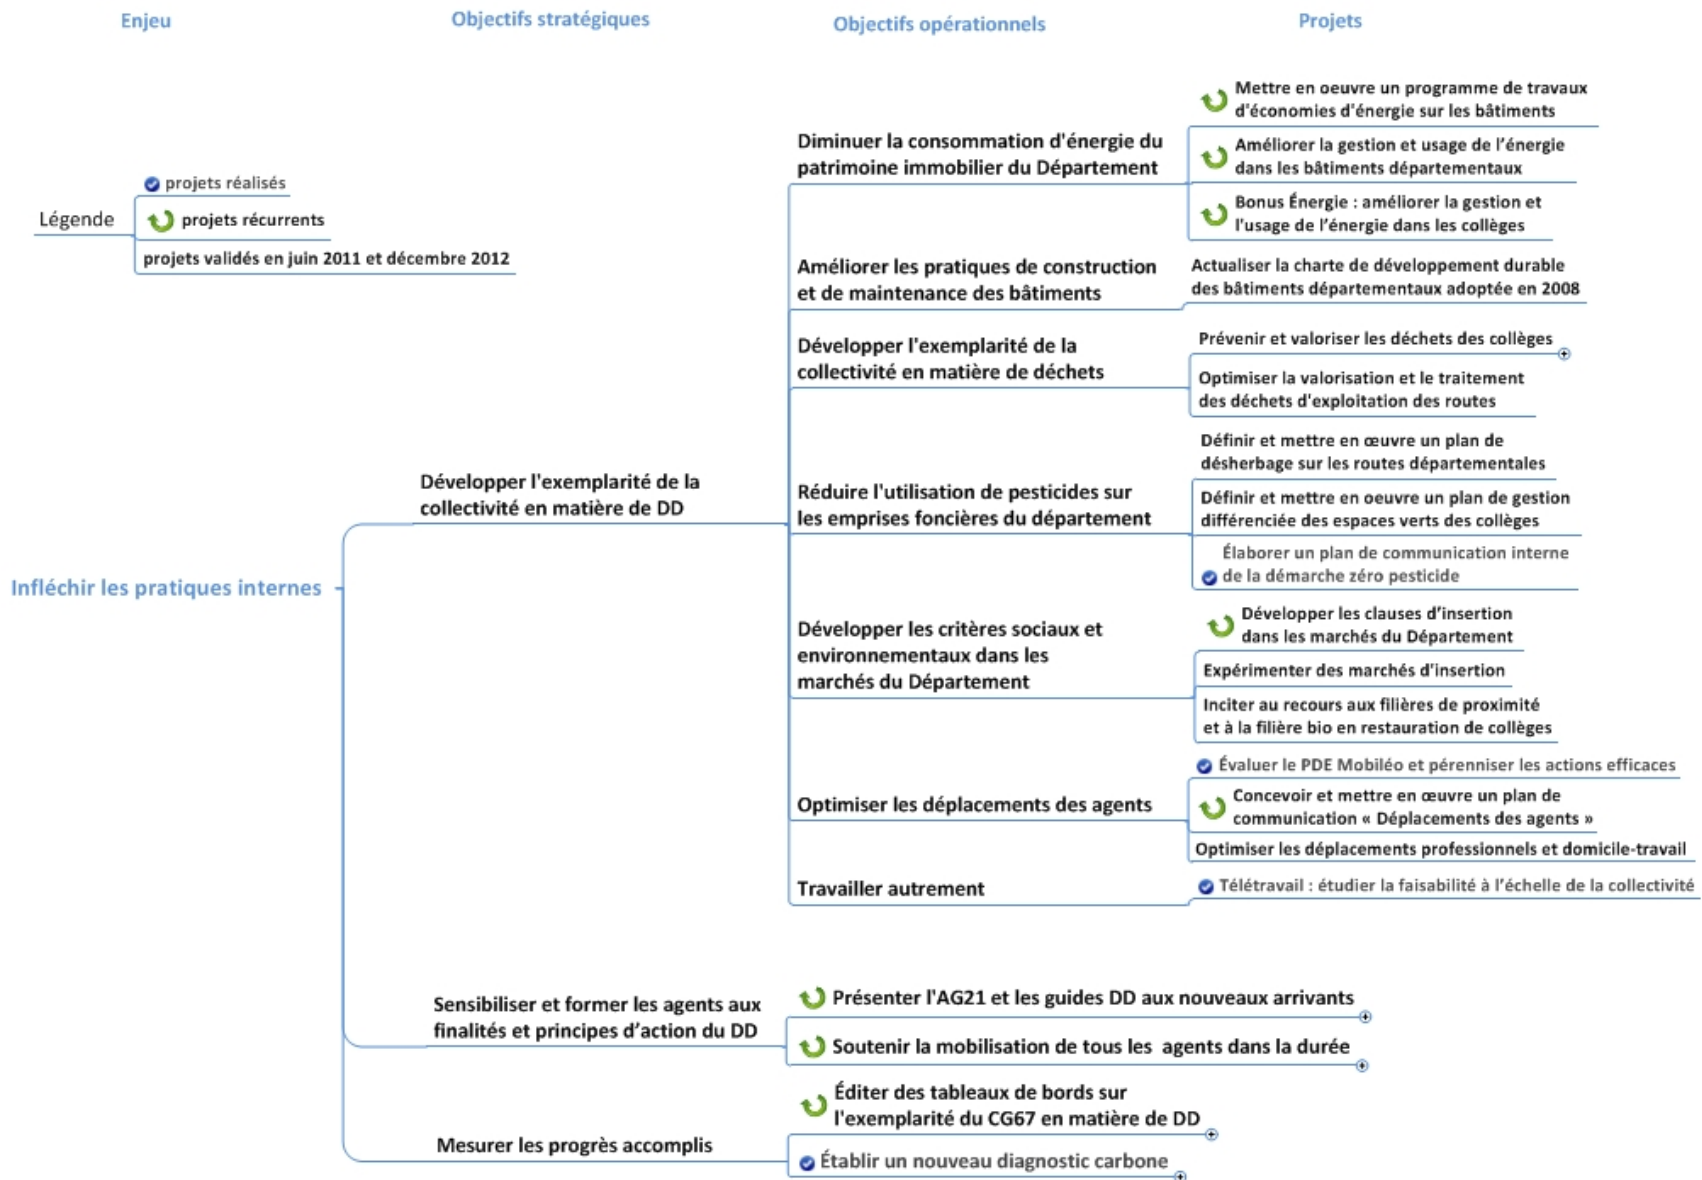 Enjeu
Objectifs stratégiques
Objectifs opérationnels
Projets
Légende
projets réalisés
projets récurrents
projets validés en juin 2011 et décembre 2012
Infléchir les pratiques internes
Développer l'exemplarité de la
collectivité en matière de DD
Diminuer la consommation d'énergie du
patrimoine immobilier du Département
Mettre en oeuvre un programme de travaux
d'économies d'énergie sur les bâtiments
Améliorer la gestion et usage de l’énergie
dans les bâtiments départementaux
Bonus Énergie : améliorer la gestion et
l'usage de l’énergie dans les collèges
Améliorer les pratiques de construction
et de maintenance des bâtiments
Actualiser la charte de développement durable
des bâtiments départementaux adoptée en 2008
Développer l'exemplarité de la
collectivité en matière de déchets
Prévenir et valoriser les déchets des collèges
Optimiser la valorisation et le traitement
des déchets d'exploitation des routes
Réduire l'utilisation de pesticides sur
les emprises foncières du département
Définir et mettre en œuvre un plan de
désherbage sur les routes départementales
Définir et mettre en oeuvre un plan de gestion
différenciée des espaces verts des collèges
Élaborer un plan de communication interne
de la démarche zéro pesticide
Développer les critères sociaux et
environnementaux dans les
marchés du Département
Développer les clauses d’insertion
dans les marchés du Département
Expérimenter des marchés d'insertion
Inciter au recours aux filières de proximité
et à la filière bio en restauration de collèges
Optimiser les déplacements des agents
Évaluer le PDE Mobiléo et pérenniser les actions efficaces
Concevoir et mettre en œuvre un plan de
communication « Déplacements des agents »
Optimiser les déplacements professionnels et domicile-travail
Travailler autrement
Télétravail : étudier la faisabilité à l’échelle de la collectivité
Sensibiliser et former les agents aux
finalités et principes d’action du DD
Présenter l'AG21 et les guides DD aux nouveaux arrivants
Soutenir la mobilisation de tous les agents dans la durée
Mesurer les progrès accomplis
Éditer des tableaux de bords sur
l'exemplarité du CG67 en matière de DD
Établir un nouveau diagnostic carbone